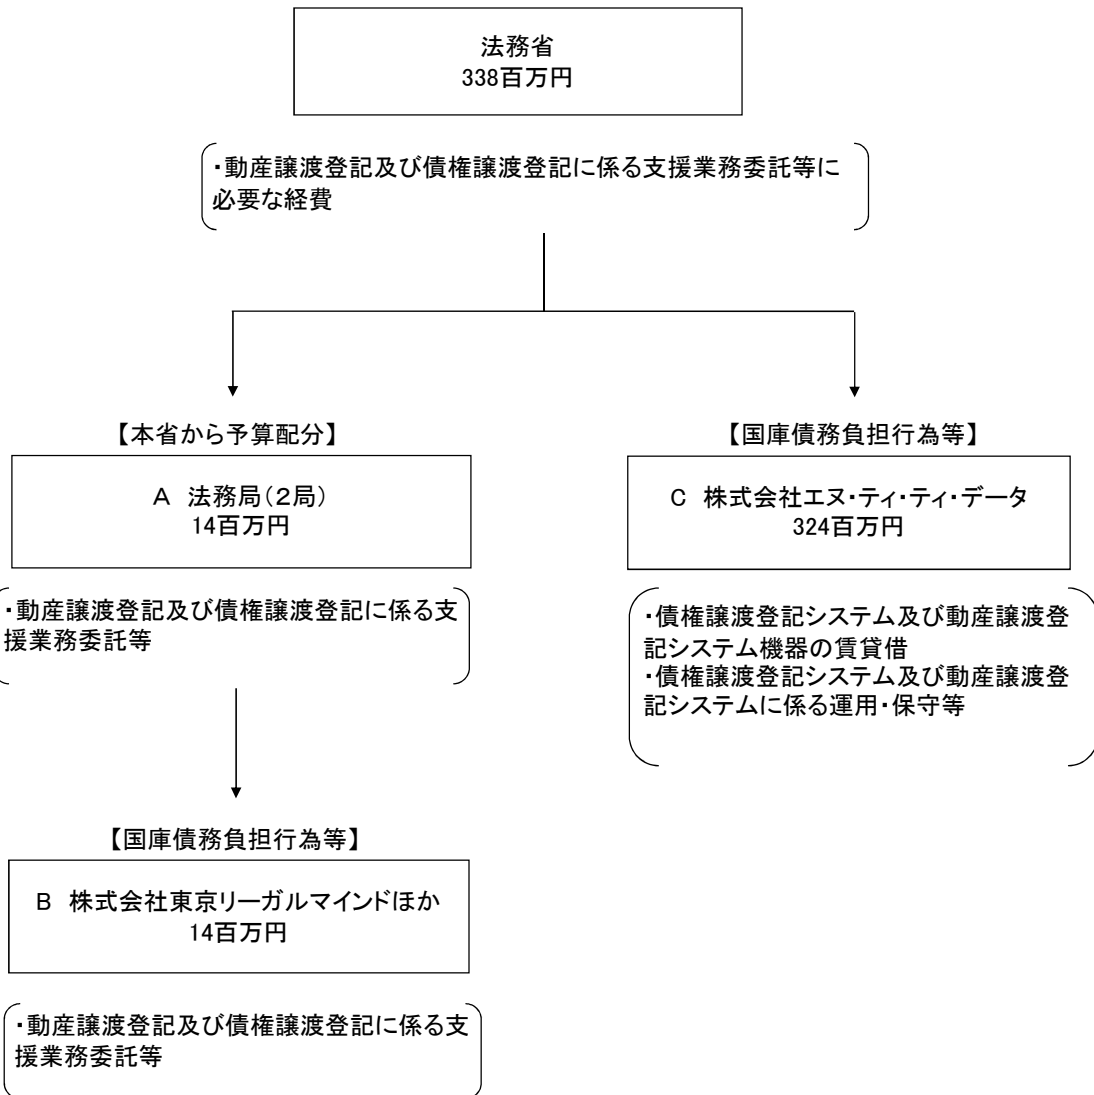 法務省
338百万円
・動産譲渡登記及び債権譲渡登記に係る支援業務委託等に
必要な経費
【本省から予算配分】
A 法務局（２局）
14百万円
・動産譲渡登記及び債権譲渡登記に係る支
援業務委託等
【国庫債務負担行為等】
B 株式会社東京リーガルマインドほか
14百万円
・動産譲渡登記及び債権譲渡登記に係る支
援業務委託等
【国庫債務負担行為等】
C 株式会社エヌ・ティ・ティ・データ
324百万円
・債権譲渡登記システム及び動産譲渡登
記システム機器の賃貸借
・債権譲渡登記システム及び動産譲渡登
記システムに係る運用・保守等